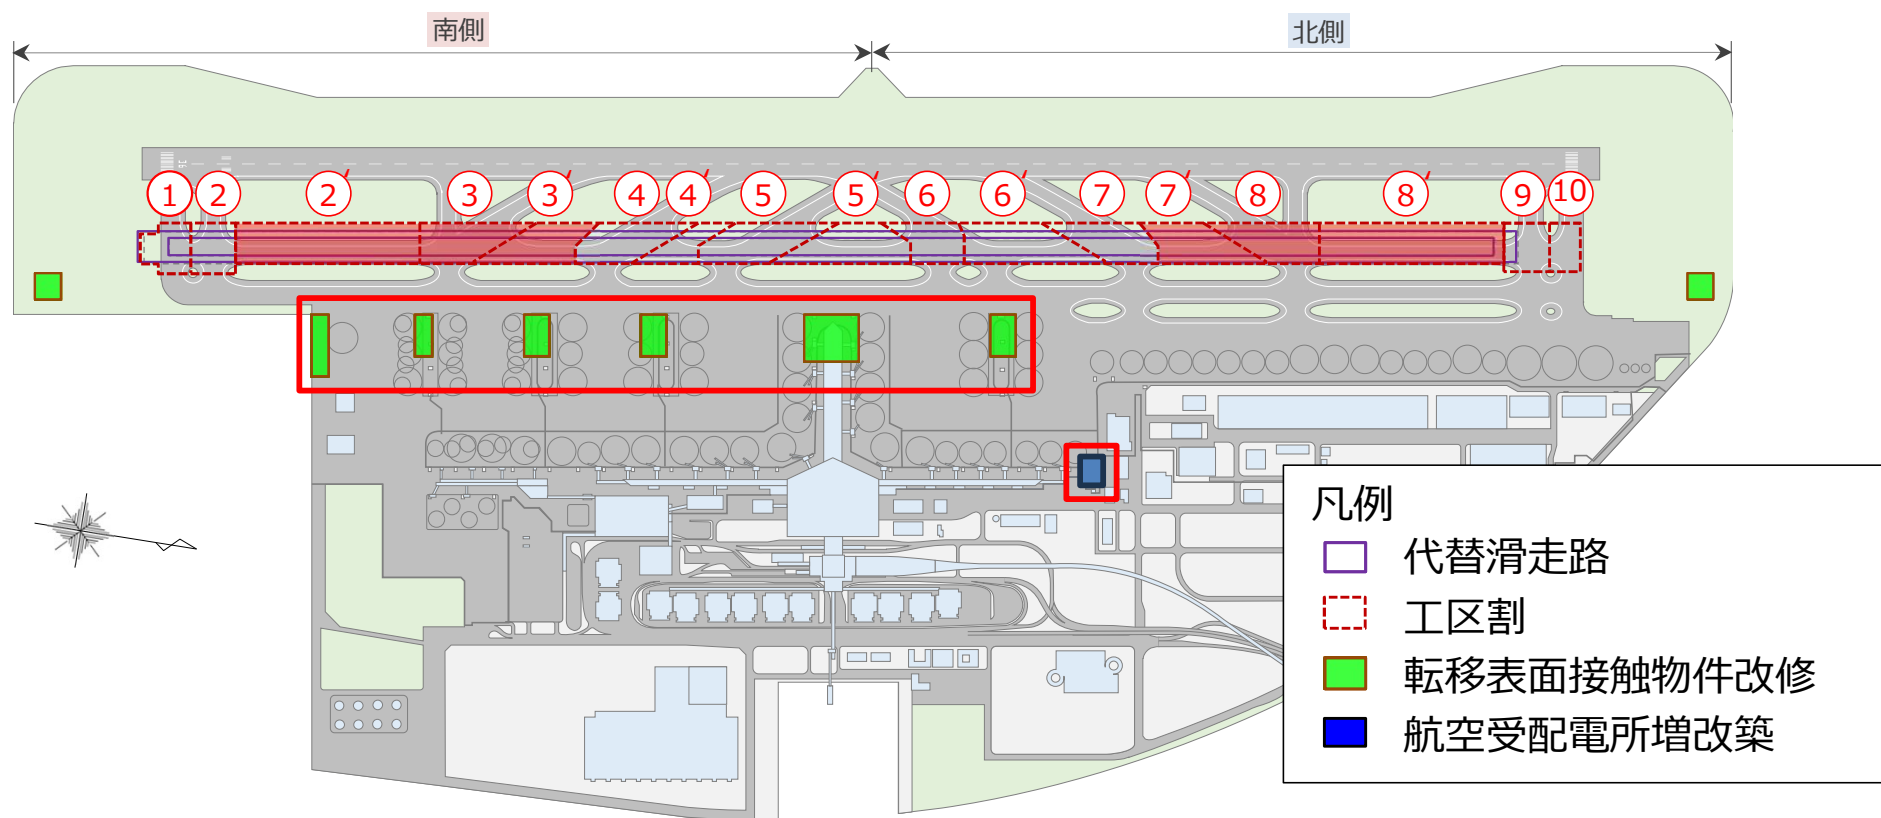 南側
北側
① ② ② ③ ③ ④ ④ ⑤ ⑤ ⑥ ⑥ ⑦ ⑦ ⑧ ⑧ ⑨ ⑩
凡例
代替滑走路
工区割
転移表面接触物件改修
航空受配電所増改築